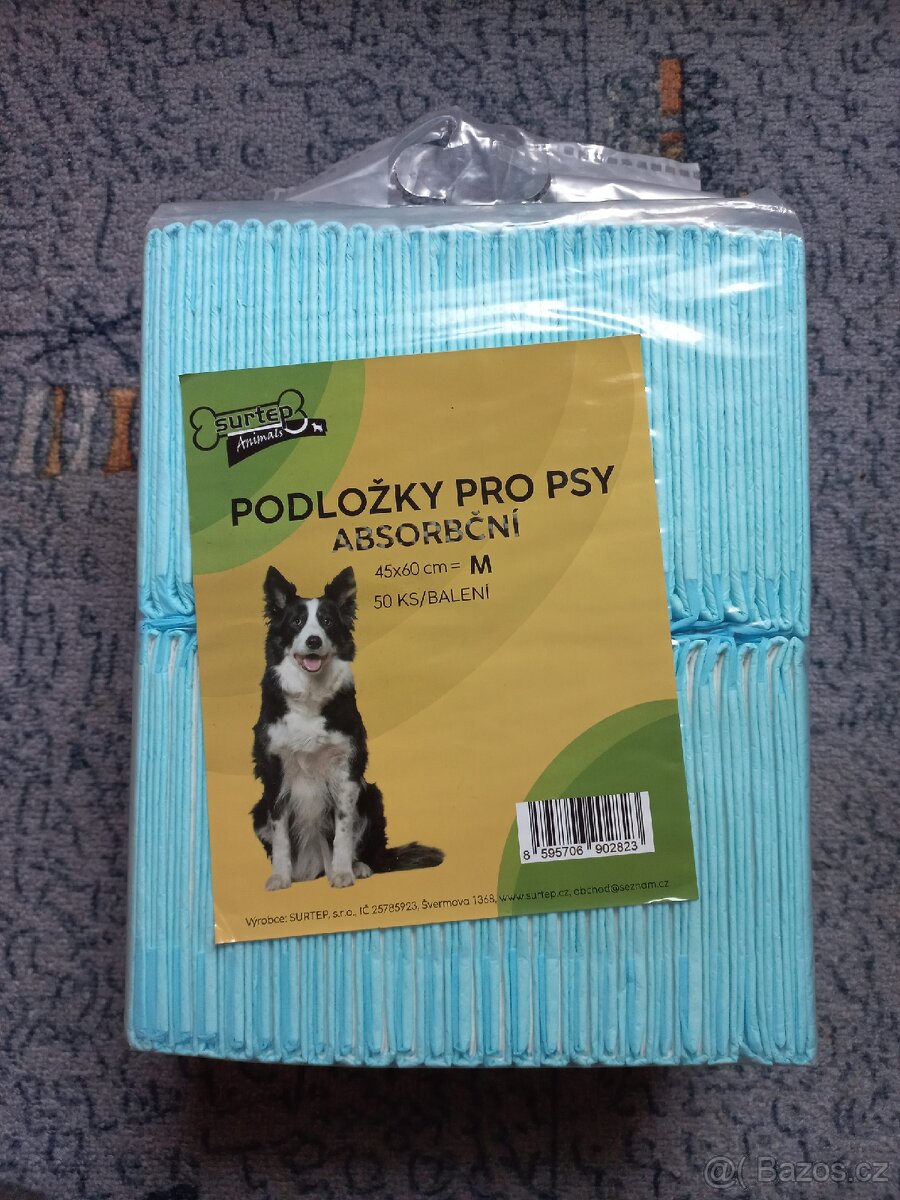 surtep
Animals
PODLOŽKY PRO PSY
ABSORBČNÍ
45x60 cm = M
50 KS/BALENÍ
8 595706 902823
Výrobce: SURTEP, s.r.o., IČ 25785923, Švermova 1368, www.surtep.cz, obchod@seznam.cz
@( Bazos.cz